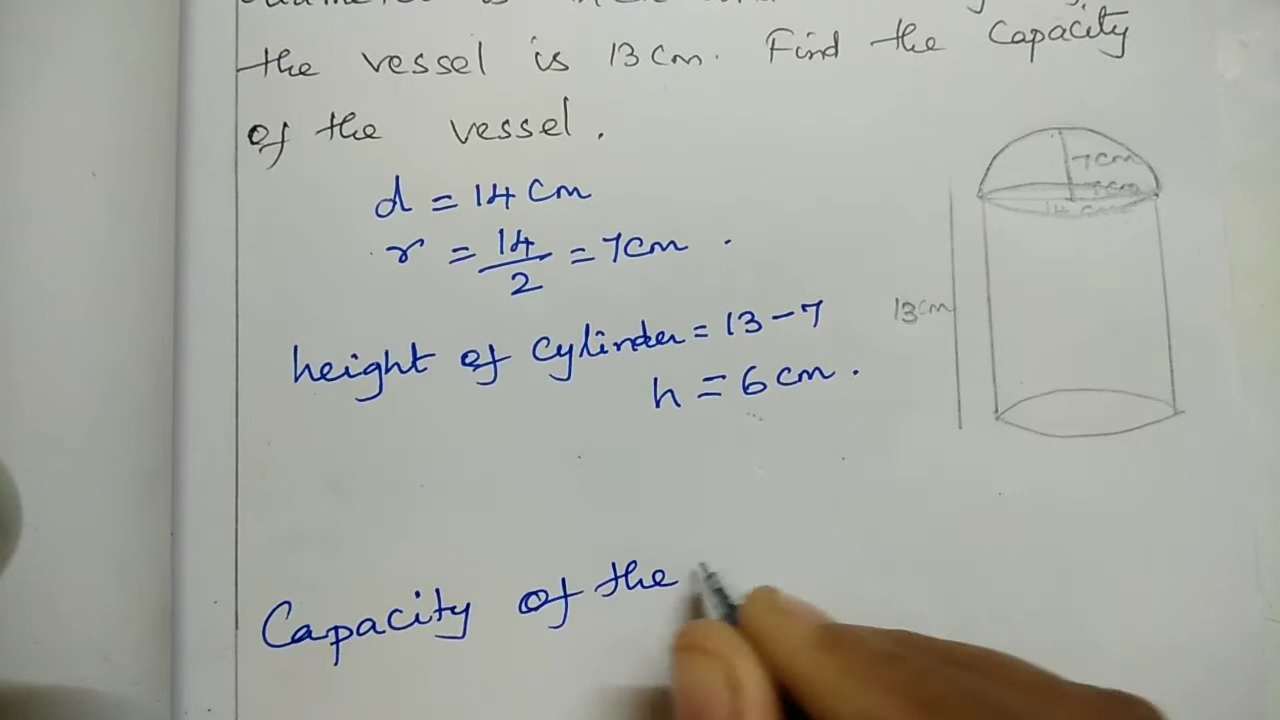 the vessel is 13 cm. Find the capacity
of the vessel.
d = 14 cm
r = 14/2 = 7cm .
height of cylinder = 13 - 7
h = 6 cm .
Capacity of the
7cm
13cm